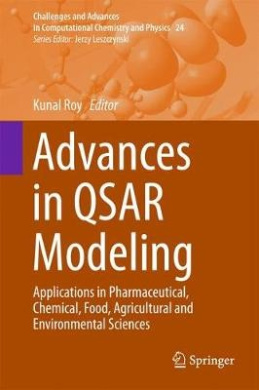 Challenges and Advances
in Computational Chemistry and Physics 24
Series Editor: Jerzy Leszczynski
Kunal Roy Editor
Advances
in QSAR
Modeling
Applications in Pharmaceutical,
Chemical, Food, Agricultural and
Environmental Sciences
Springer